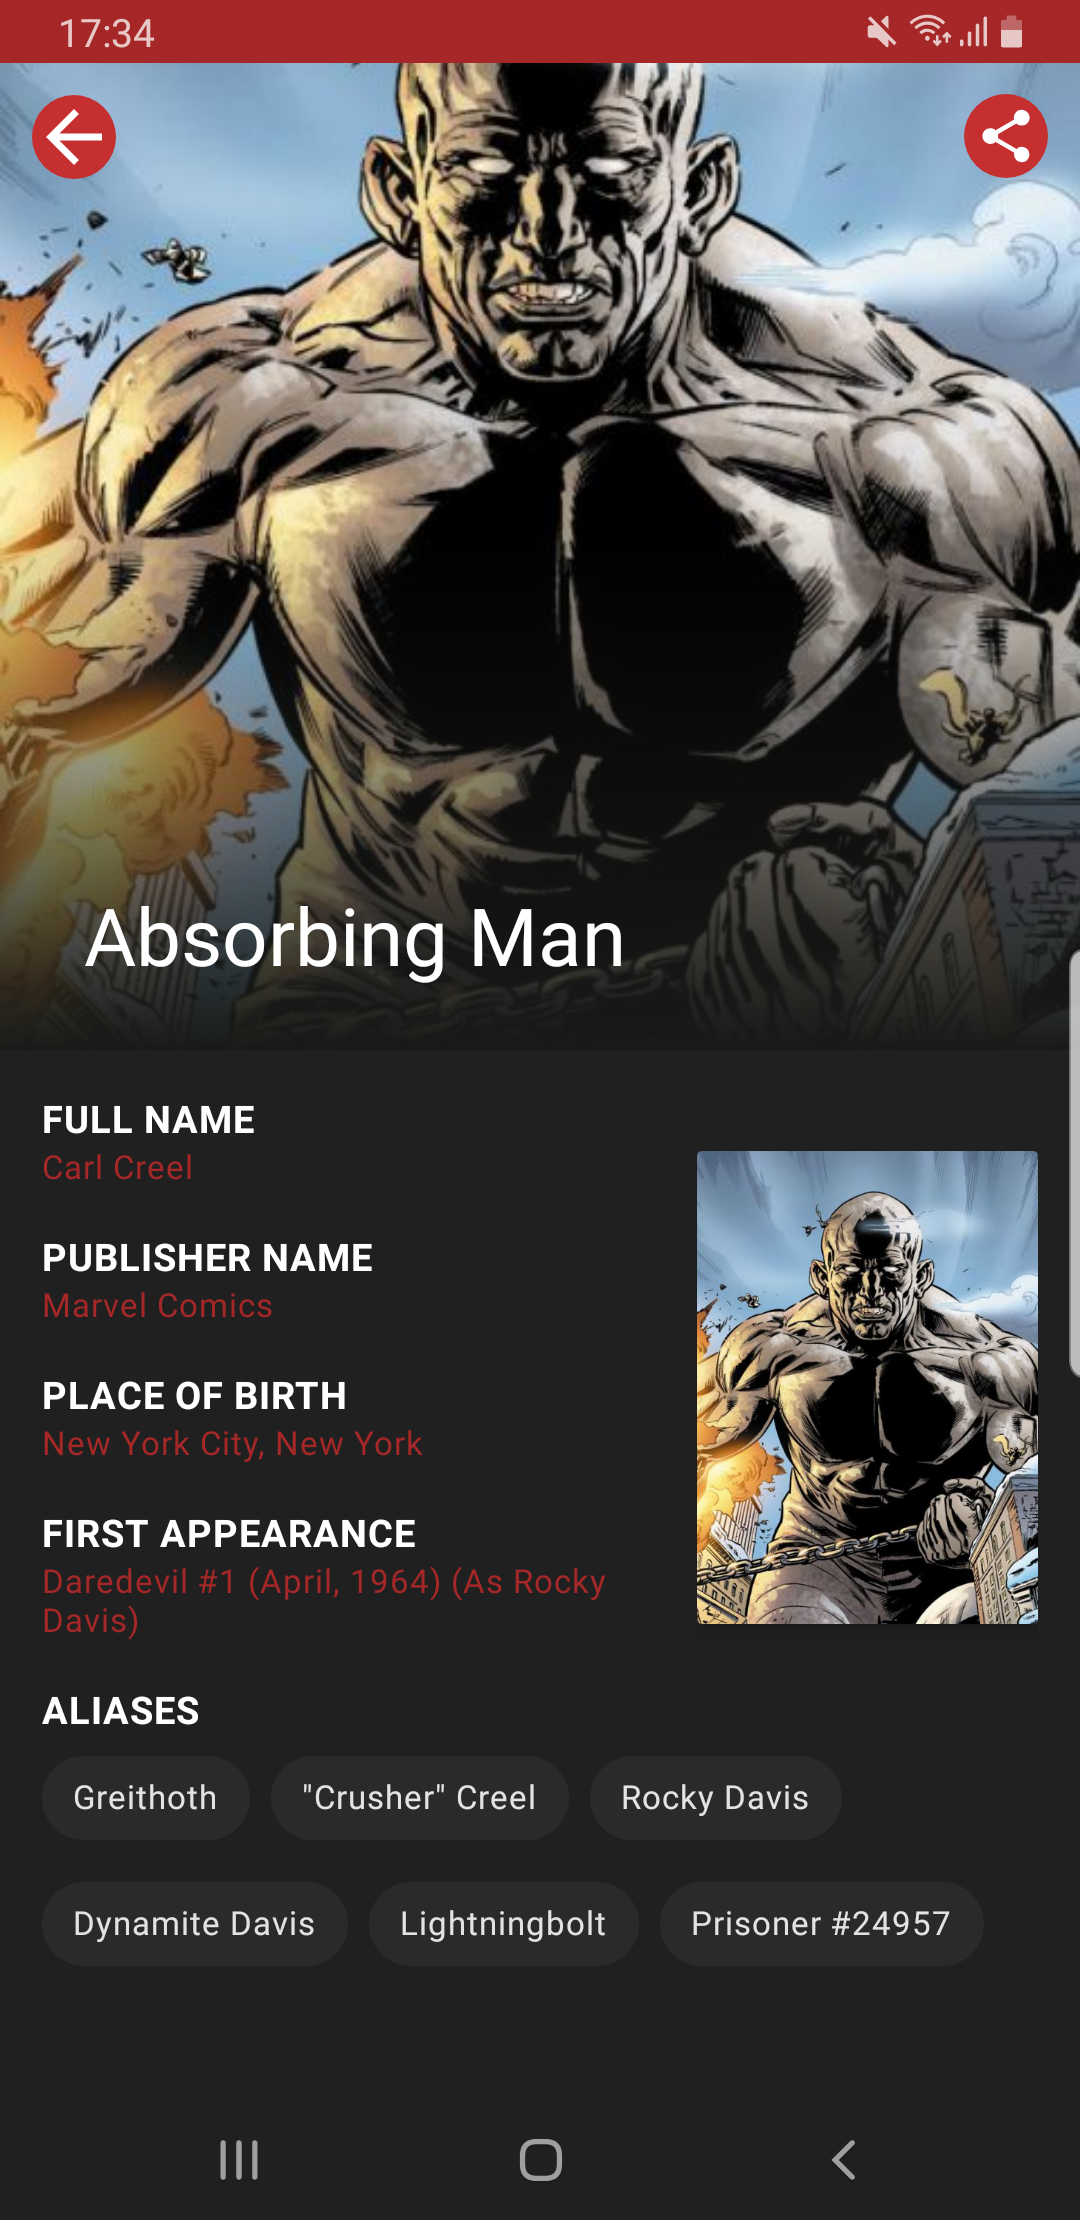 17:34
Absorbing Man
FULL NAME
Carl Creel
PUBLISHER NAME
Marvel Comics
PLACE OF BIRTH
New York City, New York
FIRST APPEARANCE
Daredevil #1 (April, 1964) (As Rocky
Davis)
ALIASES
Greithoth
"Crusher" Creel
Rocky Davis
Dynamite Davis
Lightningbolt
Prisoner #24957